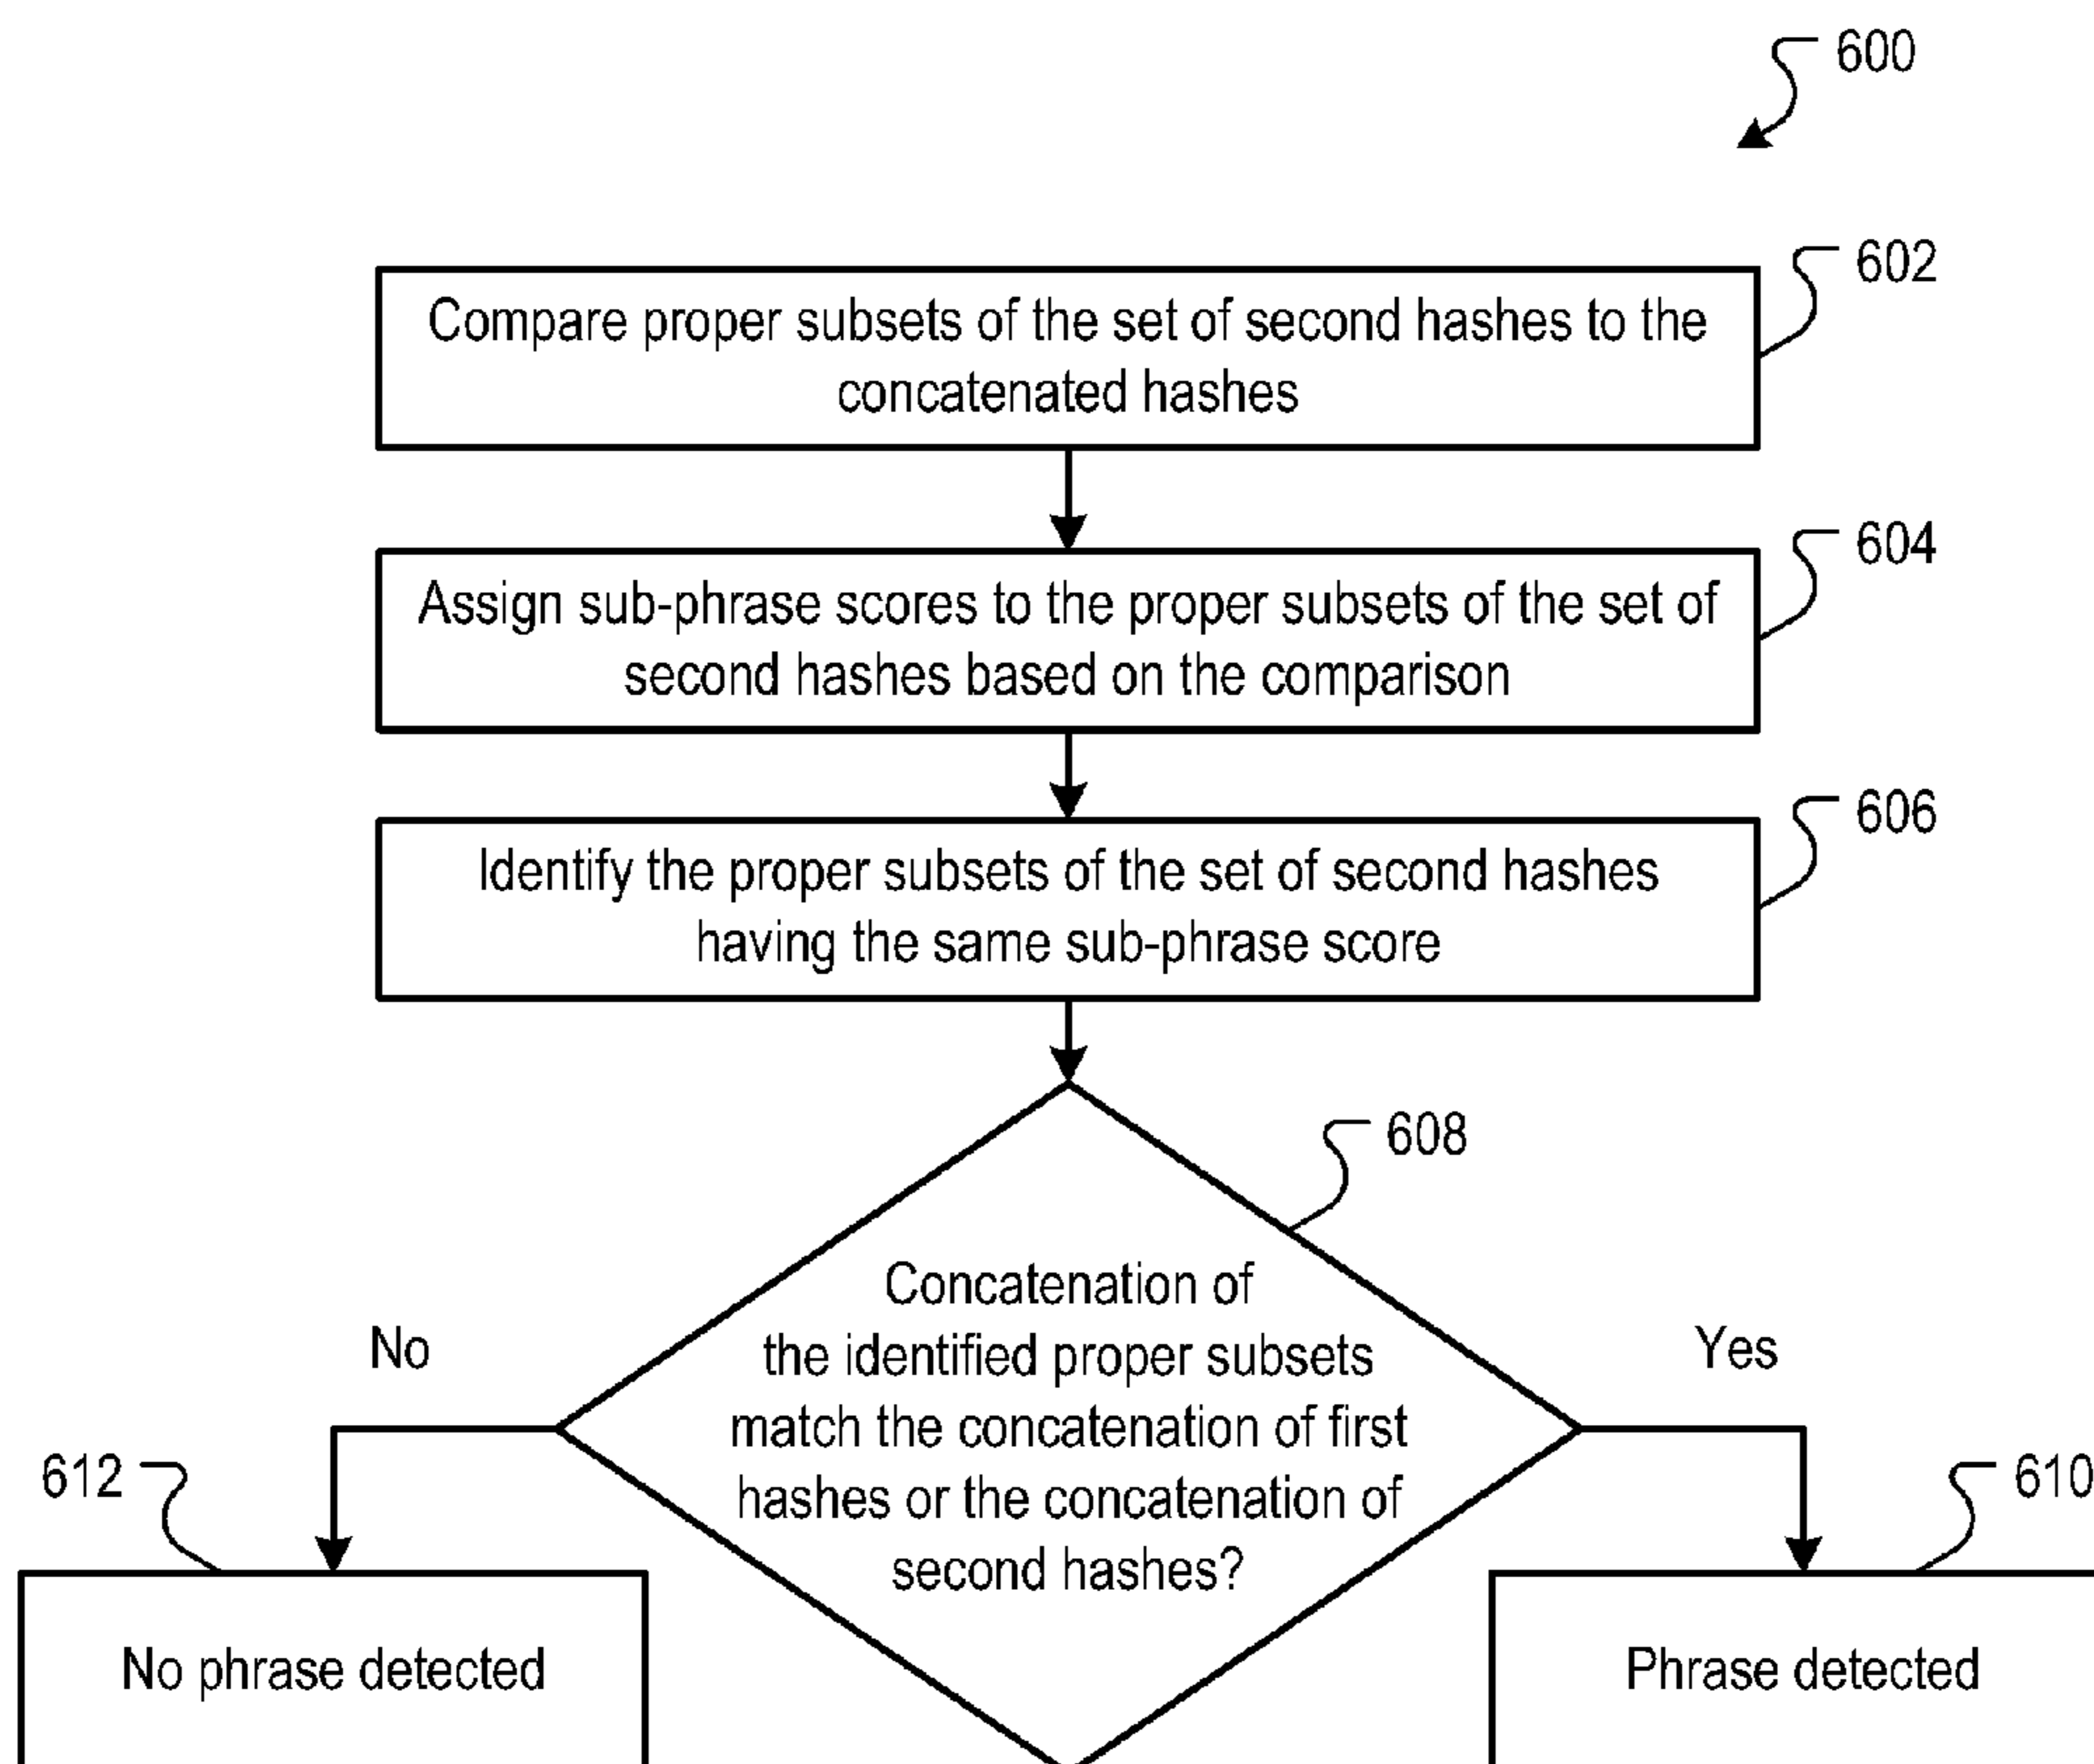 600
602
Compare proper subsets of the set of second hashes to the
concatenated hashes
604
Assign sub-phrase scores to the proper subsets of the set of
second hashes based on the comparison
606
Identify the proper subsets of the set of second hashes
having the same sub-phrase score
608
Concatenation of
the identified proper subsets
match the concatenation of first
hashes or the concatenation of
second hashes?
No
Yes
612
610
No phrase detected
Phrase detected